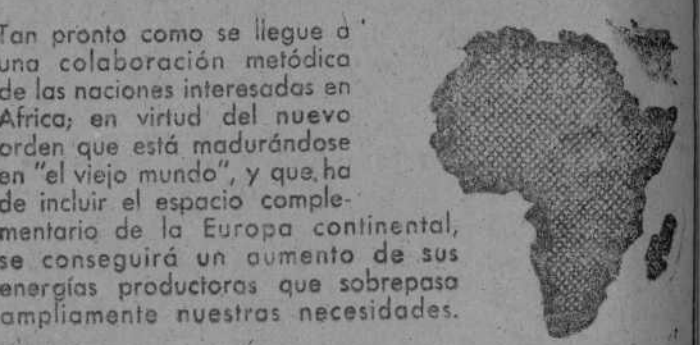 Tan pronto como se llegue a
una colaboración metódica
de las naciones interesadas en
Africa; en virtud del nuevo
orden que está madurándose
en "el viejo mundo", y que ha
de incluir el espacio comple-
mentario de la Europa continental,
se conseguirá un aumento de sus
energías productoras que sobrepasa
ampliamente nuestras necesidades.